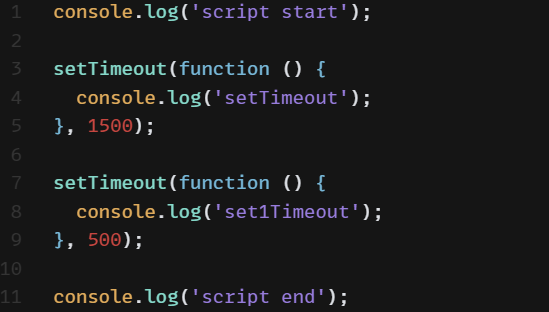 1 console.log('script start');
2
3 setTimeout(function () {
4   console.log('setTimeout');
5 }, 1500);
6
7 setTimeout(function () {
8   console.log('set1Timeout');
9 }, 500);
10
11 console.log('script end');